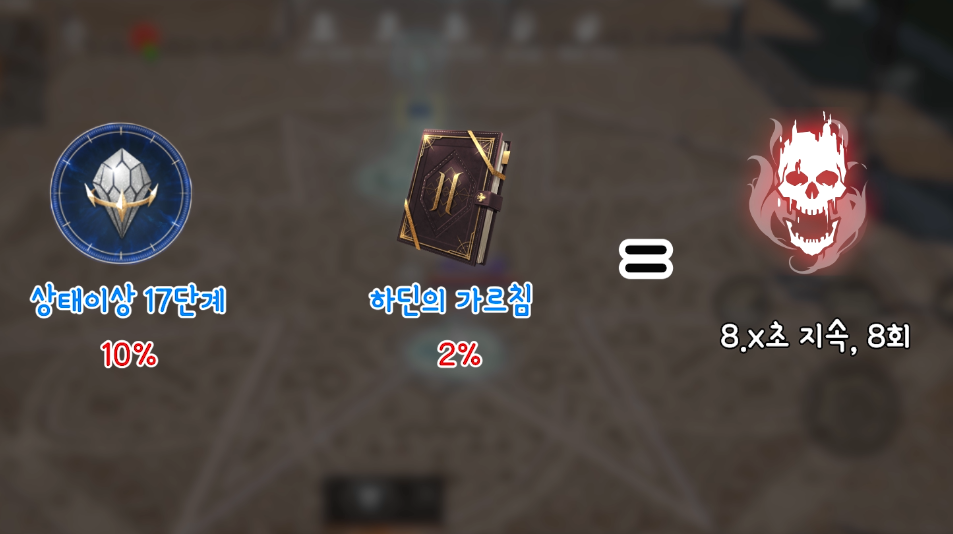 상태이상 17단계
10%
하딘의 가르침
2%
=
8.x초 지속, 8회